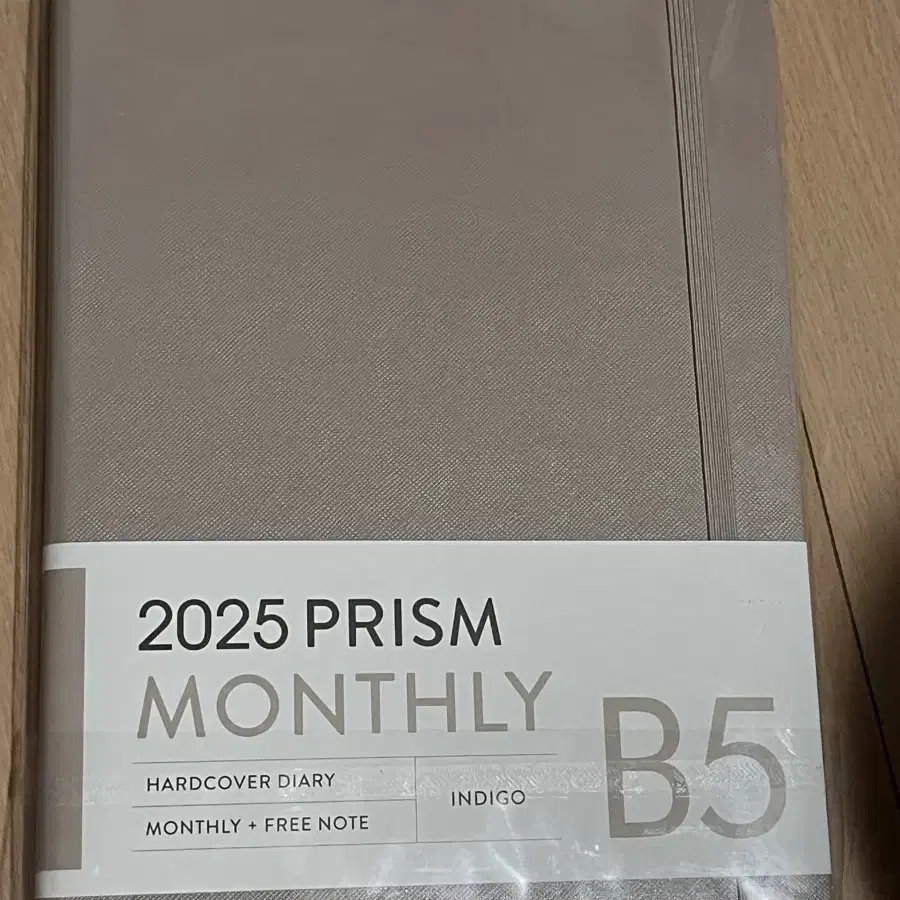 2025 PRISM
MONTHLY
B5
HARDCOVER DIARY
MONTHLY + FREE NOTE
INDIGO